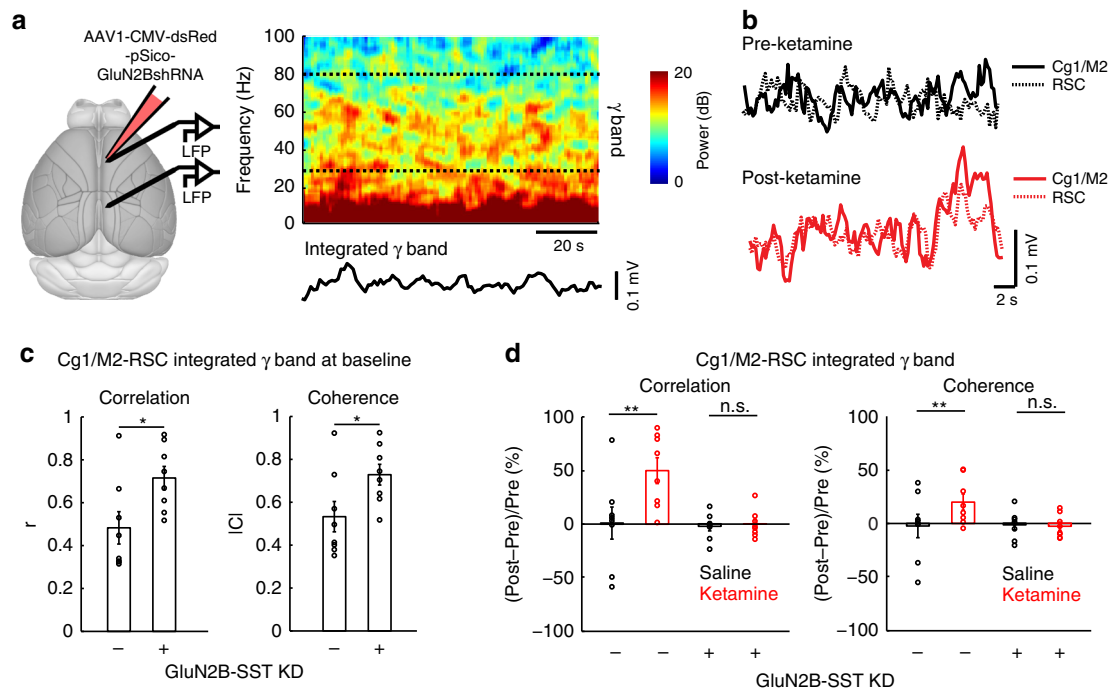 a
AAV1-CMV-dsRed
-pSico-
GluN2BshRNA
LFP
LFP
Frequency (Hz)
100
80
60
40
20
0
γ band
20
0
Power (dB)
20 s
Integrated γ band
0.1 mV
b
Pre-ketamine
Cg1/M2
RSC
Post-ketamine
Cg1/M2
RSC
0.1 mV
2 s
c
Cg1/M2-RSC integrated γ band at baseline
Correlation
*
r
1
0.8
0.6
0.4
0.2
0
– +
Coherence
*
|C|
1
0.8
0.6
0.4
0.2
0
– +
GluN2B-SST KD
d
Cg1/M2-RSC integrated γ band
Correlation
** n.s.
(Post–Pre)/Pre (%)
100
50
0
–50
–100
Saline
Ketamine
– – + +
Coherence
** n.s.
(Post–Pre)/Pre (%)
100
50
0
–50
–100
Saline
Ketamine
– – + +
GluN2B-SST KD